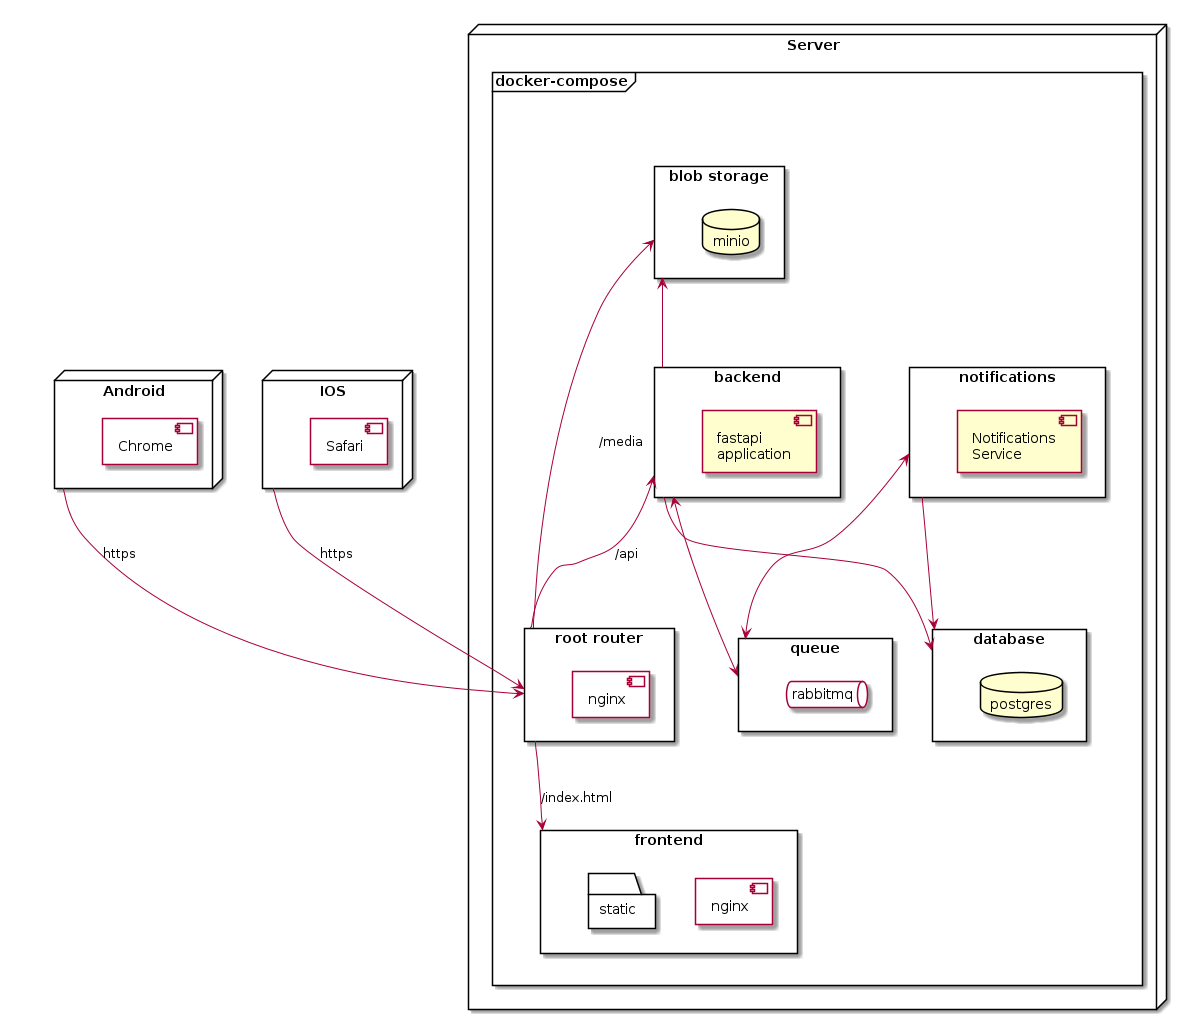 Server
docker-compose
blob storage
minio
Android
Chrome
IOS
Safari
backend
fastapi
application
notifications
Notifications
Service
/media
https
https
/api
root router
nginx
queue
rabbitmq
database
postgres
/index.html
frontend
static
nginx